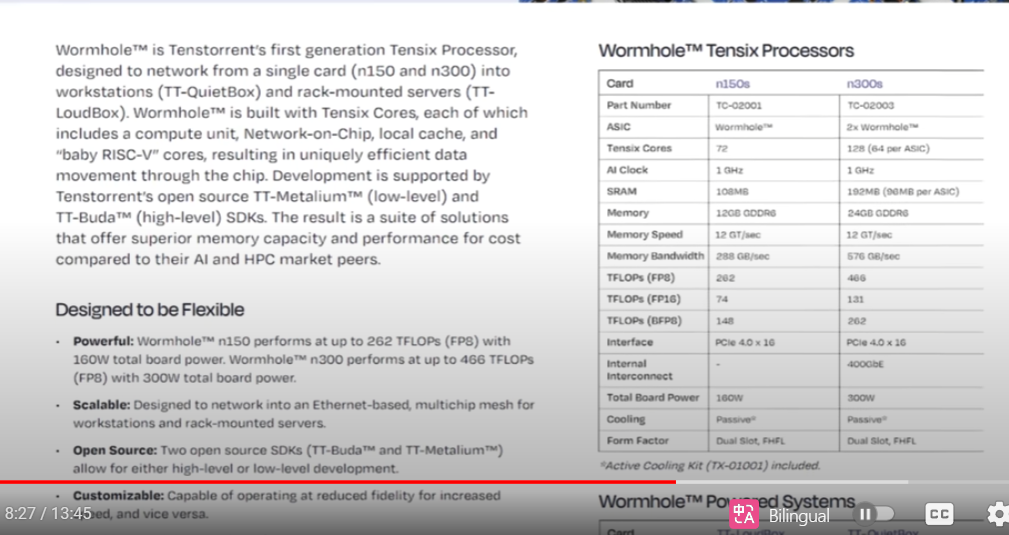 Wormhole™ is Tenstorrent's first generation Tensix Processor,
designed to network from a single card (n150 and n300) into
workstations (TT-QuietBox) and rack-mounted servers (TT-
LoudBox). Wormhole™ is built with Tensix Cores, each of which
includes a compute unit, Network-on-Chip, local cache, and
“baby RISC-V” cores, resulting in uniquely efficient data
movement through the chip. Development is supported by
Tenstorrent's open source TT-Metalium™ (low-level) and
TT-Buda™ (high-level) SDKs. The result is a suite of solutions
that offer superior memory capacity and performance for cost
compared to their AI and HPC market peers.
Designed to be Flexible
• Powerful: Wormhole™ n150 performs at up to 262 TFLOPs (FP8) with
160W total board power. Wormhole™ n300 performs at up to 466 TFLOPs
(FP8) with 300W total board power.
• Scalable: Designed to network into an Ethernet-based, multichip mesh for
workstations and rack-mounted servers.
• Open Source: Two open source SDKs (TT-Buda™ and TT-Metalium™)
allow for either high-level or low-level development.
• Customizable: Capable of operating at reduced fidelity for increased
and vice versa.
Wormhole™ Tensix Processors
Card n150s n300s
Part Number TC-02001 TC-02003
ASIC Wormhole™ 2x Wormhole™
Tensix Cores 72 128 (64 per ASIC)
AI Clock 1 GHz 1 GHz
SRAM 108MB 192MB (96MB per ASIC)
Memory 12GB GDDR6 24GB GDDR6
Memory Speed 12 GT/sec 12 GT/sec
Memory Bandwidth 288 GB/sec 576 GB/sec
TFLOPs (FP8) 262 466
TFLOPs (FP16) 74 131
TFLOPs (BFP8) 148 262
Interface PCIe 4.0 x 16 PCIe 4.0 x 16
Internal
Interconnect - 400GbE
Total Board Power 160W 300W
Cooling Passive* Passive*
Form Factor Dual Slot, FHFL Dual Slot, FHFL
*Active Cooling Kit (TX-01001) included.
Wormhole™ Powered Systems
Card TT-LoudBox TT-QuietBox
8:27 / 13:45
Bilingual
CC